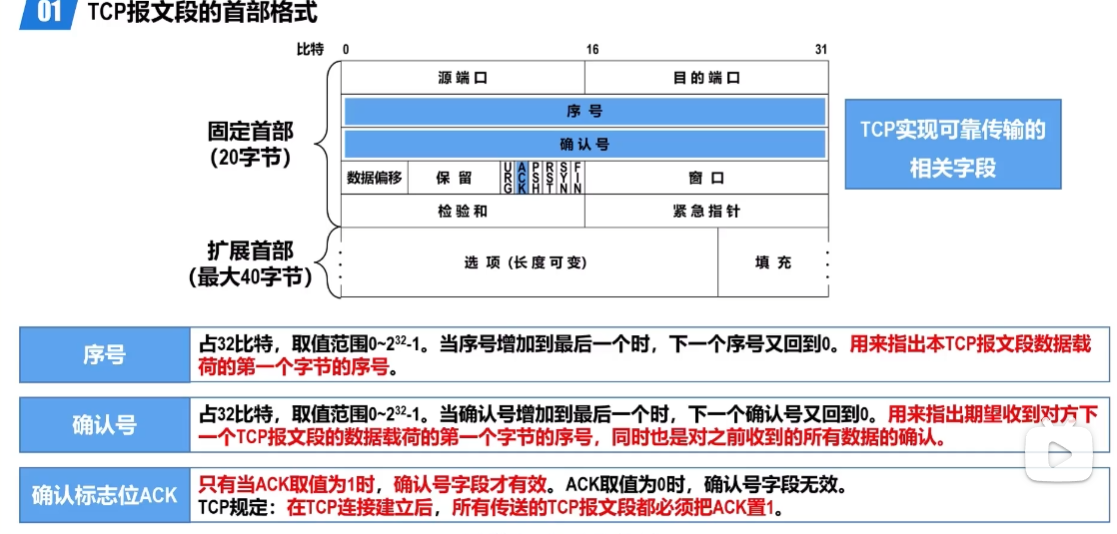 01 TCP报文段的首部格式
比特 0 16 31
源端口 目的端口
序号
确认号
固定首部
(20字节)
数据偏移 保留 URG ACK PSH RST SYN FIN 窗口
检验和 紧急指针
扩展首部
(最大40字节)
选项 (长度可变) 填充
TCP实现可靠传输的
相关字段
序号
占32比特，取值范围0~2³²-1。当序号增加到最后一个时，下一个序号又回到0。用来指出本TCP报文段数据载
荷的第一个字节的序号。
确认号
占32比特，取值范围0~2³²-1。当确认号增加到最后一个时，下一个确认号又回到0。用来指出期望收到对方下
一个TCP报文段的数据载荷的第一个字节的序号，同时也是对之前收到的所有数据的确认。
确认标志位ACK
只有当ACK取值为1时，确认号字段才有效。ACK取值为0时，确认号字段无效。
TCP规定：在TCP连接建立后，所有传送的TCP报文段都必须把ACK置1。